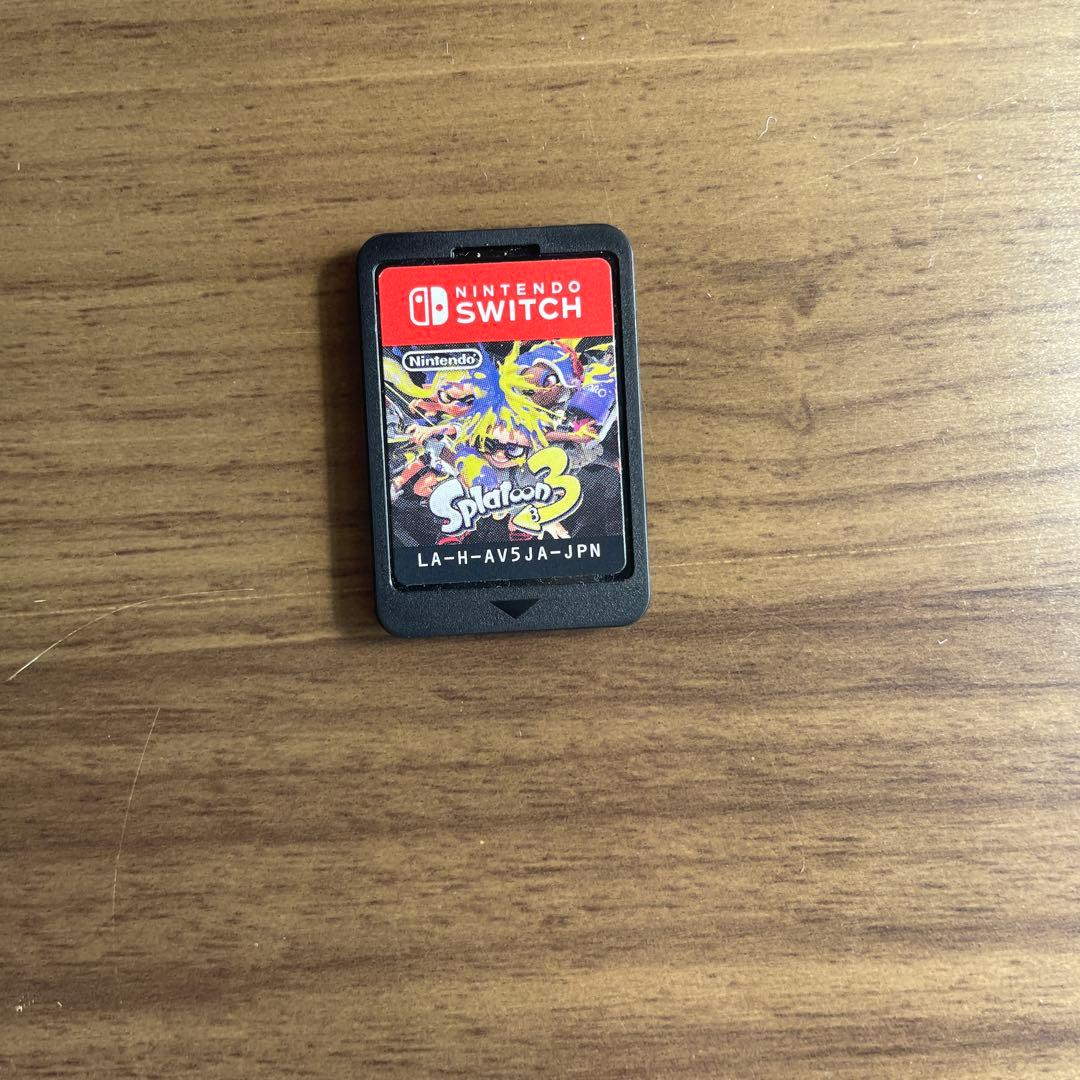 NINTENDO
SWITCH
Nintendo
Splatoon 3
LA-H-AV5JA-JPN